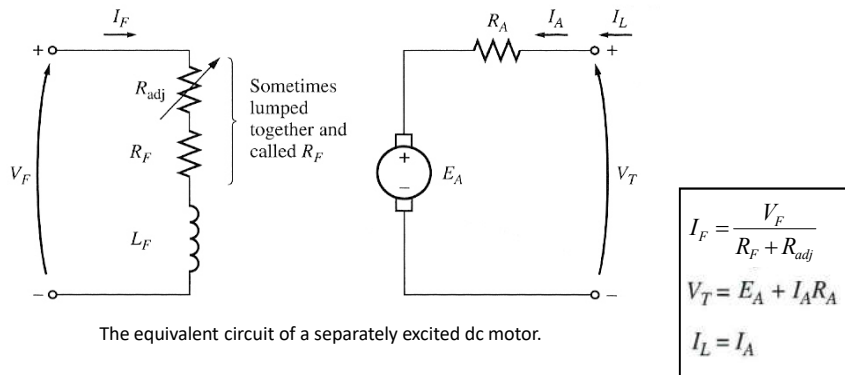 I_F
R_A
I_A
I_L
+
+
R_adj
Sometimes
lumped
together and
called R_F
R_F
V_F
+
−
E_A
V_T
L_F
−
−
I_F = V_F / (R_F + R_adj)
V_T = E_A + I_A R_A
I_L = I_A
The equivalent circuit of a separately excited dc motor.